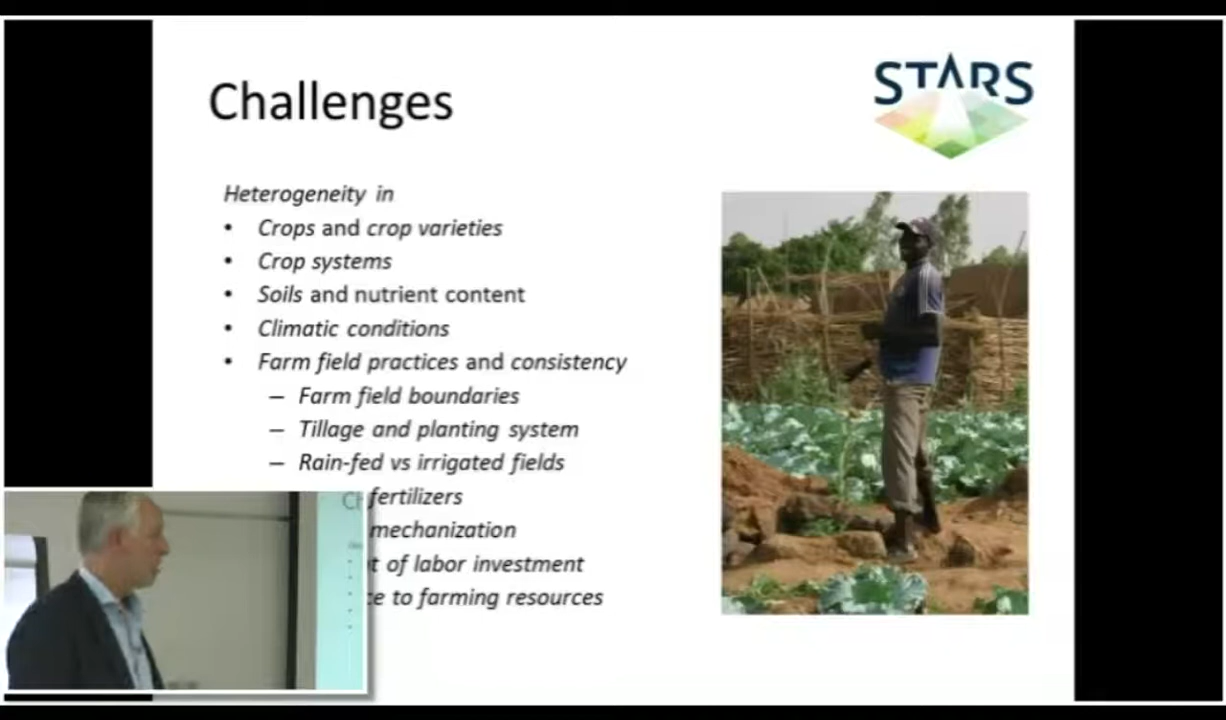 STARS
Challenges
Heterogeneity in
• Crops and crop varieties
• Crop systems
• Soils and nutrient content
• Climatic conditions
• Farm field practices and consistency
– Farm field boundaries
– Tillage and planting system
– Rain-fed vs irrigated fields
fertilizers
mechanization
of labor investment
to farming resources